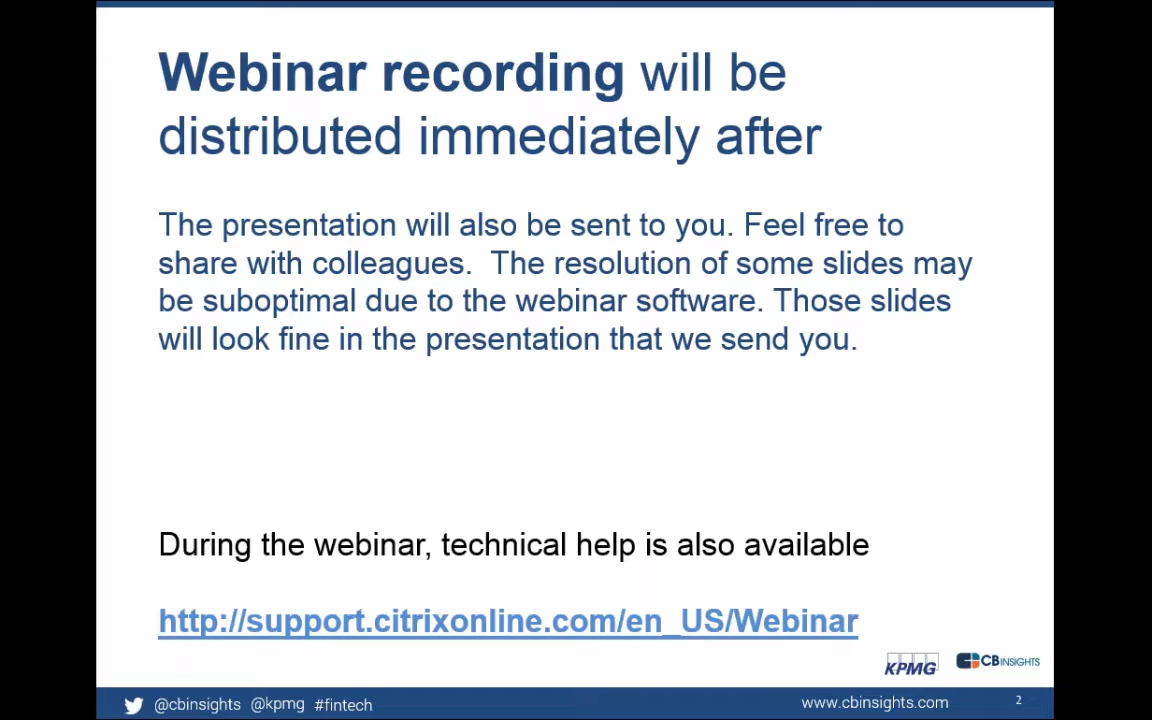 Webinar recording will be
distributed immediately after
The presentation will also be sent to you. Feel free to
share with colleagues.  The resolution of some slides may
be suboptimal due to the webinar software. Those slides
will look fine in the presentation that we send you.
During the webinar, technical help is also available
http://support.citrixonline.com/en_US/Webinar
KPMG CBINSIGHTS
@cbinsights @kpmg #fintech www.cbinsights.com 2